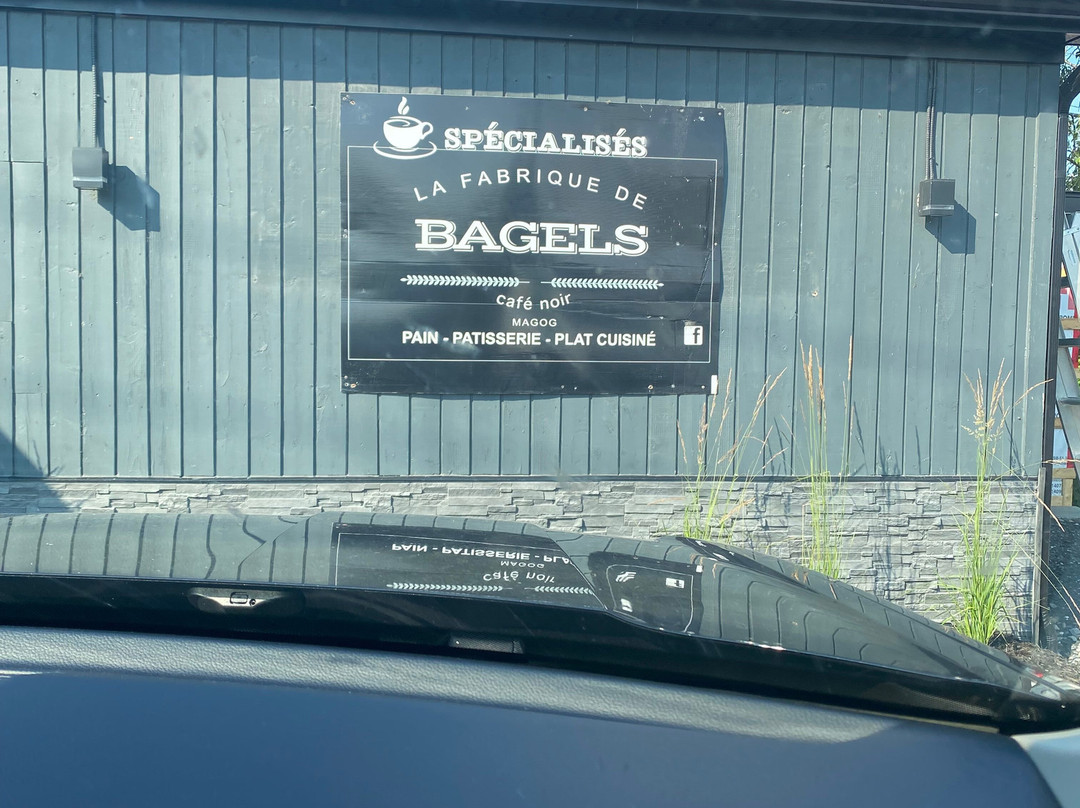 SPÉCIALISÉS
LA FABRIQUE DE
BAGELS
café noir
MAGOG
PAIN - PATISSERIE - PLAT CUISINÉ
f